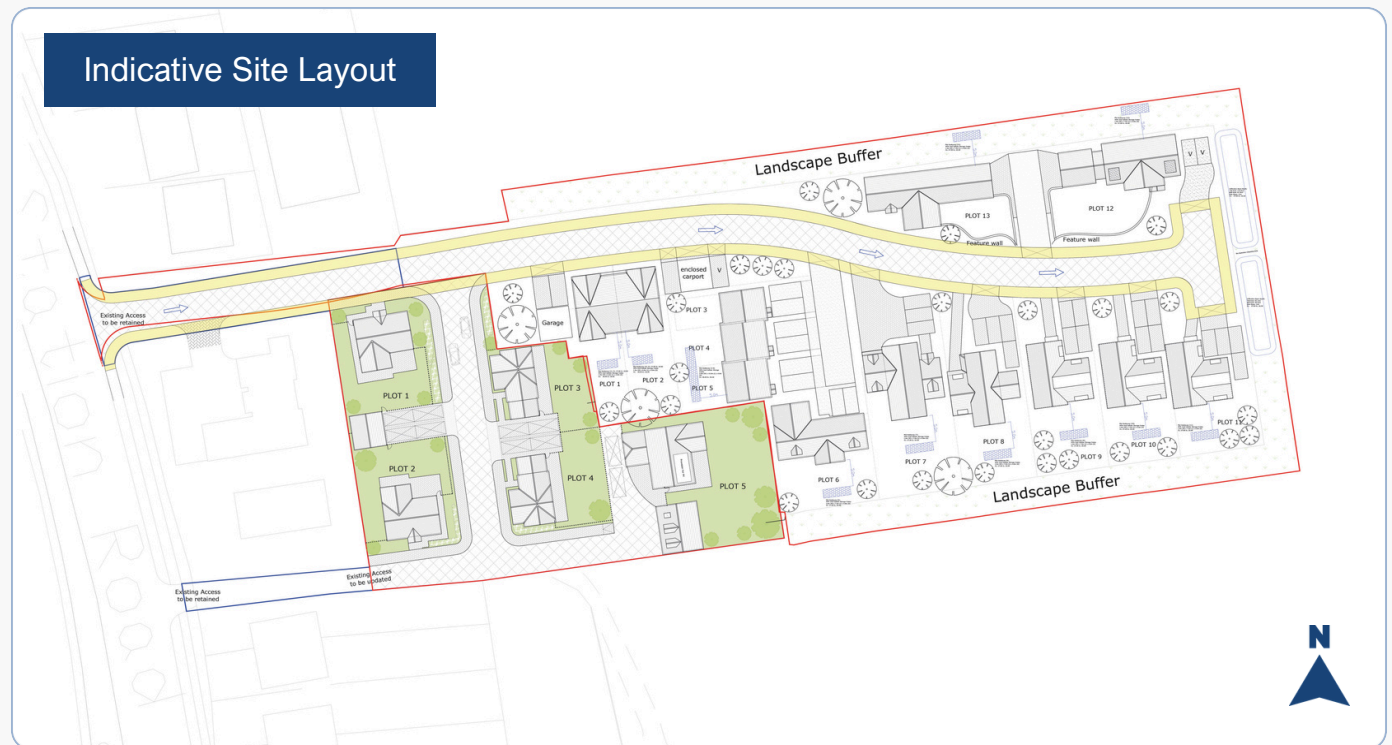 Indicative Site Layout
Landscape Buffer
PLOT 13
PLOT 12
V V
Feature wall
Feature wall
enclosed
carport
V
Existing Access
to be retained
Garage
PLOT 3
PLOT 4
PLOT 5
PLOT 1
PLOT 2
PLOT 1
PLOT 3
PLOT 2
PLOT 4
PLOT 5
PLOT 6
PLOT 7
PLOT 8
PLOT 9
PLOT 10
PLOT 11
Landscape Buffer
Existing Access
to be updated
Existing Access
to be retained
N